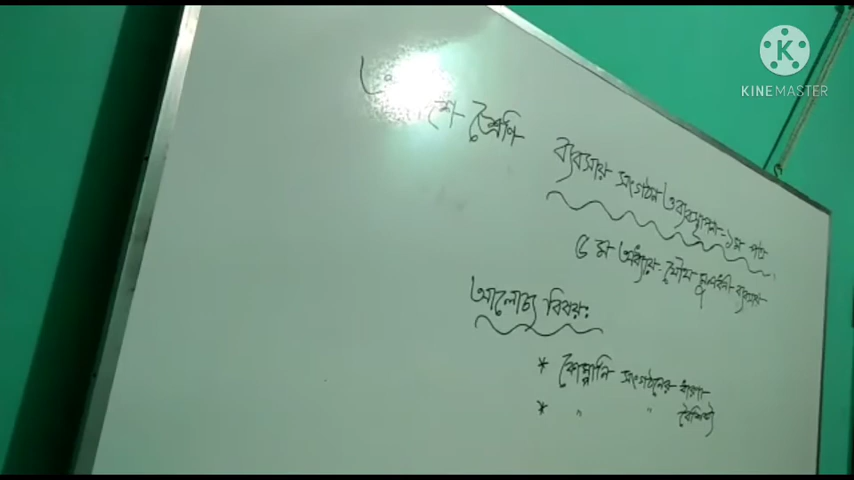 শ্রেণি
ব্যবসায় সংগঠন ও ব্যবস্থাপনা-১ম পত্র
৫ম অধ্যায়- যৌথ মূলধনী ব্যবসায়
আলোচ্য বিষয়:
* কোম্পানি সংগঠনের ধারণা
* " " বৈশিষ্ট্য
KINEMASTER